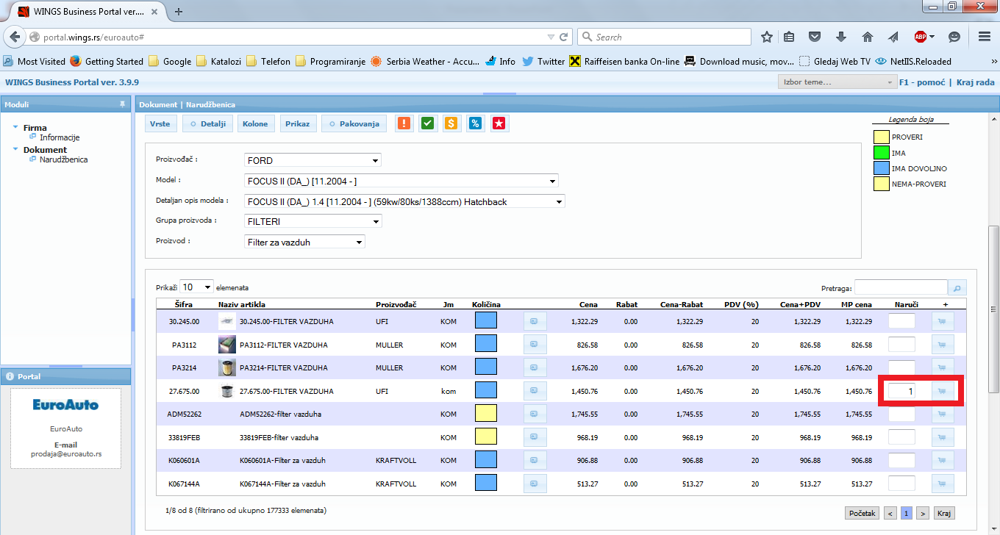 WINGS Business Portal ver....
portal.wings.rs/euroauto#
Search
ABP
Most Visited Getting Started Google Katalozi Telefon Programiranje Serbia Weather - Accu... Info Twitter Raiffeisen banka On-line Download music, mov... Gledaj Web TV NetIIS.Reloaded »
WINGS Business Portal ver. 3.9.9
Izbor teme...
F1 - pomoć | Kraj rada
Moduli
Firma
Informacije
Dokument
Narudžbenica
Dokument | Narudžbenica
Vrste Detalji Kolone Prikaz Pakovanja
Legenda boja
PROVERI
IMA
IMA DOVOLJNO
NEMA-PROVERI
Proizvođač : FORD
Model : FOCUS II (DA_) [11.2004 - ]
Detaljan opis modela : FOCUS II (DA_) 1.4 [11.2004 - ] (59kw/80ks/1388ccm) Hatchback
Grupa proizvoda : FILTERI
Proizvod : Filter za vazduh
Prikaži 10 elemenata
Pretraga:
Šifra Naziv artikla Proizvođač Jm Količina Cena Rabat Cena-Rabat PDV (%) Cena+PDV MP cena Naruči +
30.245.00 30.245.00-FILTER VAZDUHA UFI KOM 1,322.29 0.00 1,322.29 20 1,322.29 1,322.29
PA3112 PA3112-FILTER VAZDUHA MULLER KOM 826.58 0.00 826.58 20 826.58 826.58
PA3214 PA3214-FILTER VAZDUHA MULLER KOM 1,676.20 0.00 1,676.20 20 1,676.20 1,676.20
27.675.00 27.675.00-FILTER VAZDUHA UFI kom 1,450.76 0.00 1,450.76 20 1,450.76 1,450.76 1
ADM52262 ADM52262-filter vazduha KOM 1,745.55 0.00 1,745.55 20 1,745.55 1,745.55
33819FEB 33819FEB-filter vazduha KOM 968.19 0.00 968.19 20 968.19 968.19
K060601A K060601A-Filter za vazduh KRAFTVOLL KOM 906.88 0.00 906.88 20 906.88 906.88
K067144A K067144A-Filter za vazduh KRAFTVOLL KOM 513.27 0.00 513.27 20 513.27 513.27
1/8 od 8 (filtrirano od ukupno 177333 elemenata)
Početak < 1 > Kraj
Portal
EuroAuto
EuroAuto
E-mail
prodaja@euroauto.rs